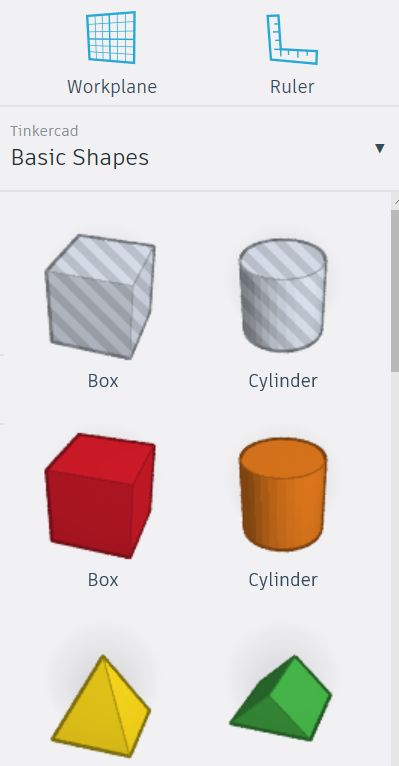 Workplane
Ruler
Tinkercad
Basic Shapes
Box
Cylinder
Box
Cylinder